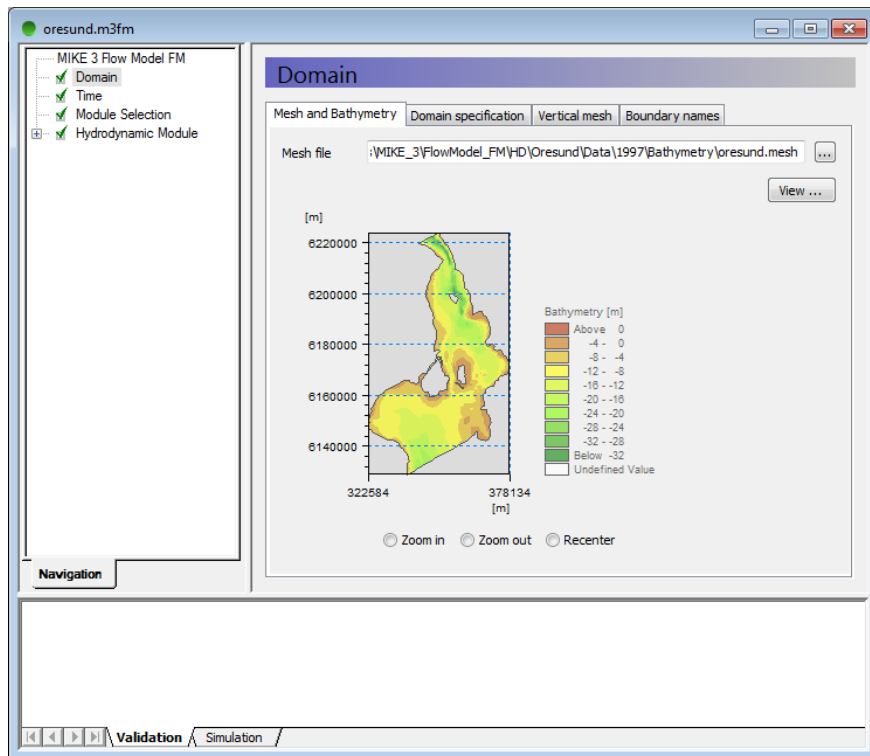 oresund.m3fm
MIKE 3 Flow Model FM
Domain
Time
Module Selection
Hydrodynamic Module
Navigation
Domain
Mesh and Bathymetry
Domain specification
Vertical mesh
Boundary names
Mesh file
:\MIKE_3\FlowModel_FM\HD\Oresund\Data\1997\Bathymetry\oresund.mesh
...
View ...
[m]
6220000
6200000
6180000
6160000
6140000
322584
378134
[m]
Bathymetry [m]
Above 0
-4 - 0
-8 - -4
-12 - -8
-16 - -12
-20 - -16
-24 - -20
-28 - -24
-32 - -28
Below -32
Undefined Value
Zoom in
Zoom out
Recenter
Validation
Simulation